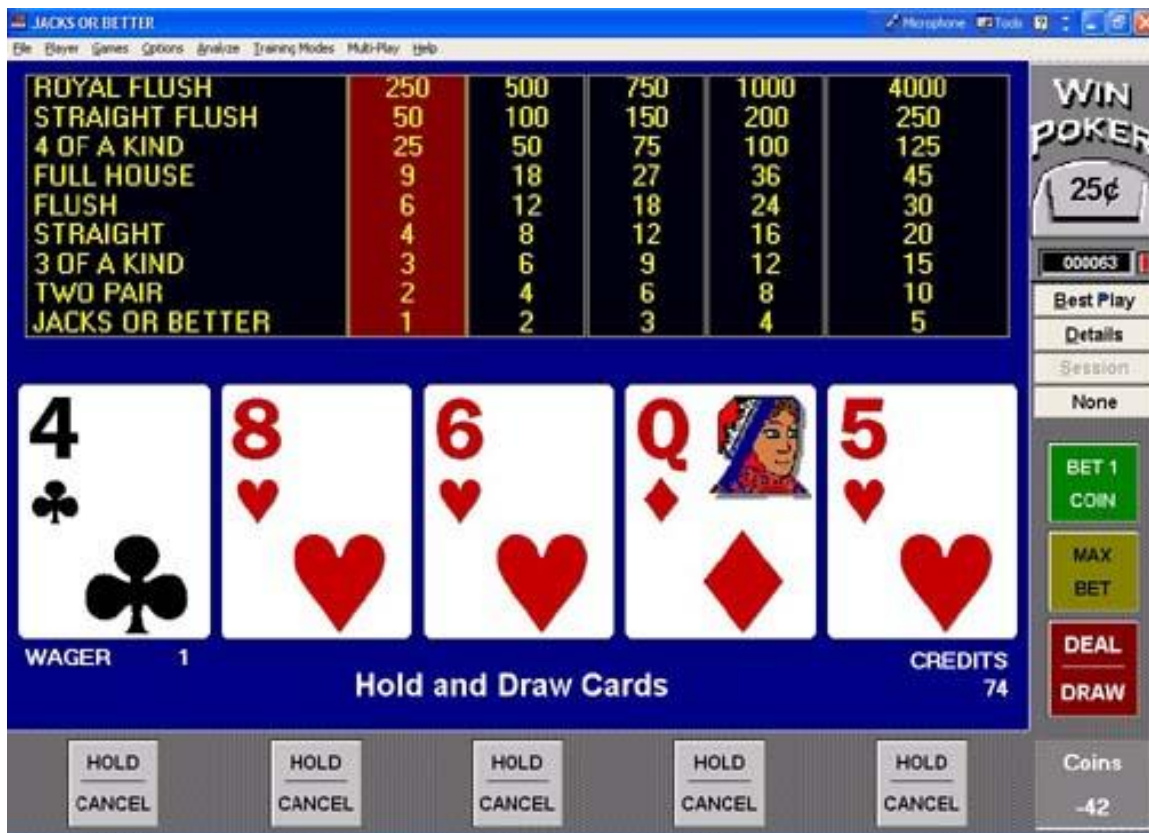 JACKS OR BETTER Microphone Tools
File Player Games Options Analyze Training Modes Multi-Play Help
ROYAL FLUSH 250 500 750 1000 4000
STRAIGHT FLUSH 50 100 150 200 250
4 OF A KIND 25 50 75 100 125
FULL HOUSE 9 18 27 36 45
FLUSH 6 12 18 24 30
STRAIGHT 4 8 12 16 20
3 OF A KIND 3 6 9 12 15
TWO PAIR 2 4 6 8 10
JACKS OR BETTER 1 2 3 4 5
WIN
POKER
25¢
000063
Best Play
Details
Session
None
4 8 6 Q 5
BET 1
COIN
MAX
BET
DEAL
DRAW
WAGER 1
Hold and Draw Cards
CREDITS
74
HOLD HOLD HOLD HOLD HOLD
CANCEL CANCEL CANCEL CANCEL CANCEL
Coins
-42